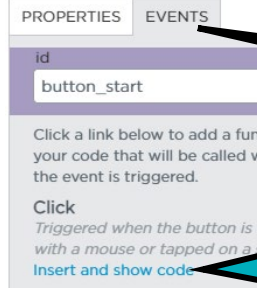 PROPERTIES EVENTS
id
button_start
Click a link below to add a
your code that will be called
the event is triggered.
Click
Triggered when the button is
with a mouse or tapped on a
Insert and show code